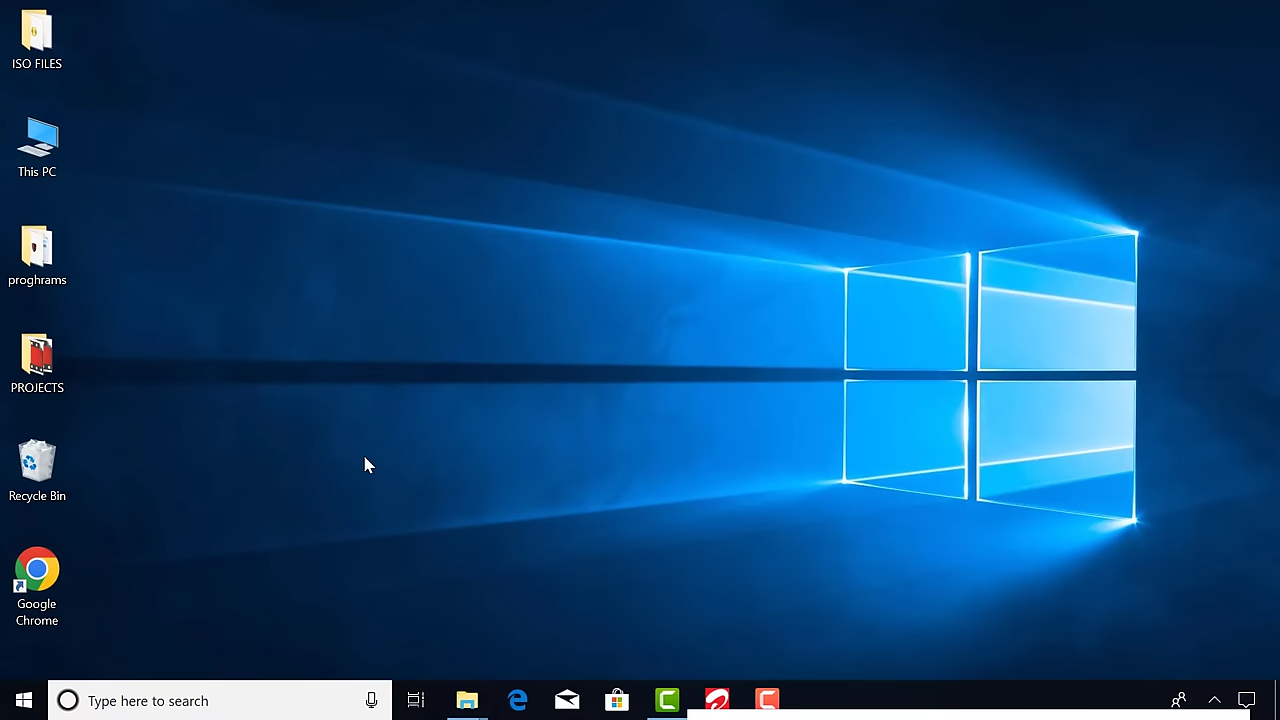 ISO FILES
This PC
proghrams
PROJECTS
Recycle Bin
Google
Chrome
Type here to search